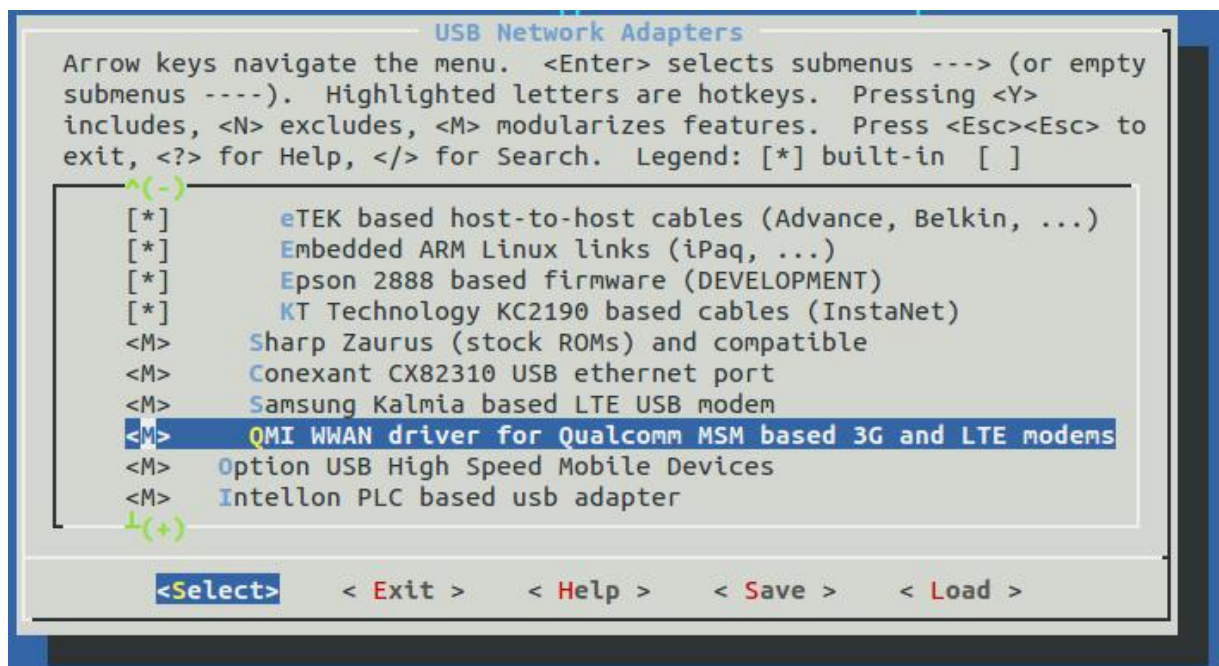 USB Network Adapters
Arrow keys navigate the menu.  <Enter> selects submenus ---> (or empty
submenus ----).  Highlighted letters are hotkeys.  Pressing <Y>
includes, <N> excludes, <M> modularizes features.  Press <Esc><Esc> to
exit, <?> for Help, </> for Search.  Legend: [*] built-in  [ ]
^(-)
[*]       eTEK based host-to-host cables (Advance, Belkin, ...)
[*]       Embedded ARM Linux links (iPaq, ...)
[*]       Epson 2888 based firmware (DEVELOPMENT)
[*]       KT Technology KC2190 based cables (InstaNet)
<M>     Sharp Zaurus (stock ROMs) and compatible
<M>     Conexant CX82310 USB ethernet port
<M>     Samsung Kalmia based LTE USB modem
<M>     QMI WWAN driver for Qualcomm MSM based 3G and LTE modems
<M>   Option USB High Speed Mobile Devices
<M>   Intellon PLC based usb adapter
┴(+)
<Select>    < Exit >    < Help >    < Save >    < Load >